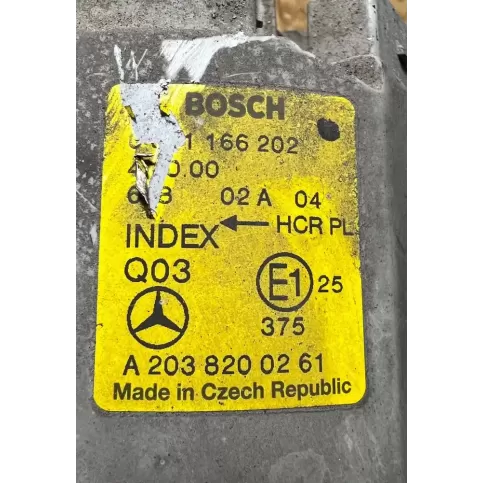 BOSCH
1 166 202
0.00
02 A 04
INDEX ← HCR PL
Q03
E1 25
375
A 203 820 02 61
Made in Czech Republic